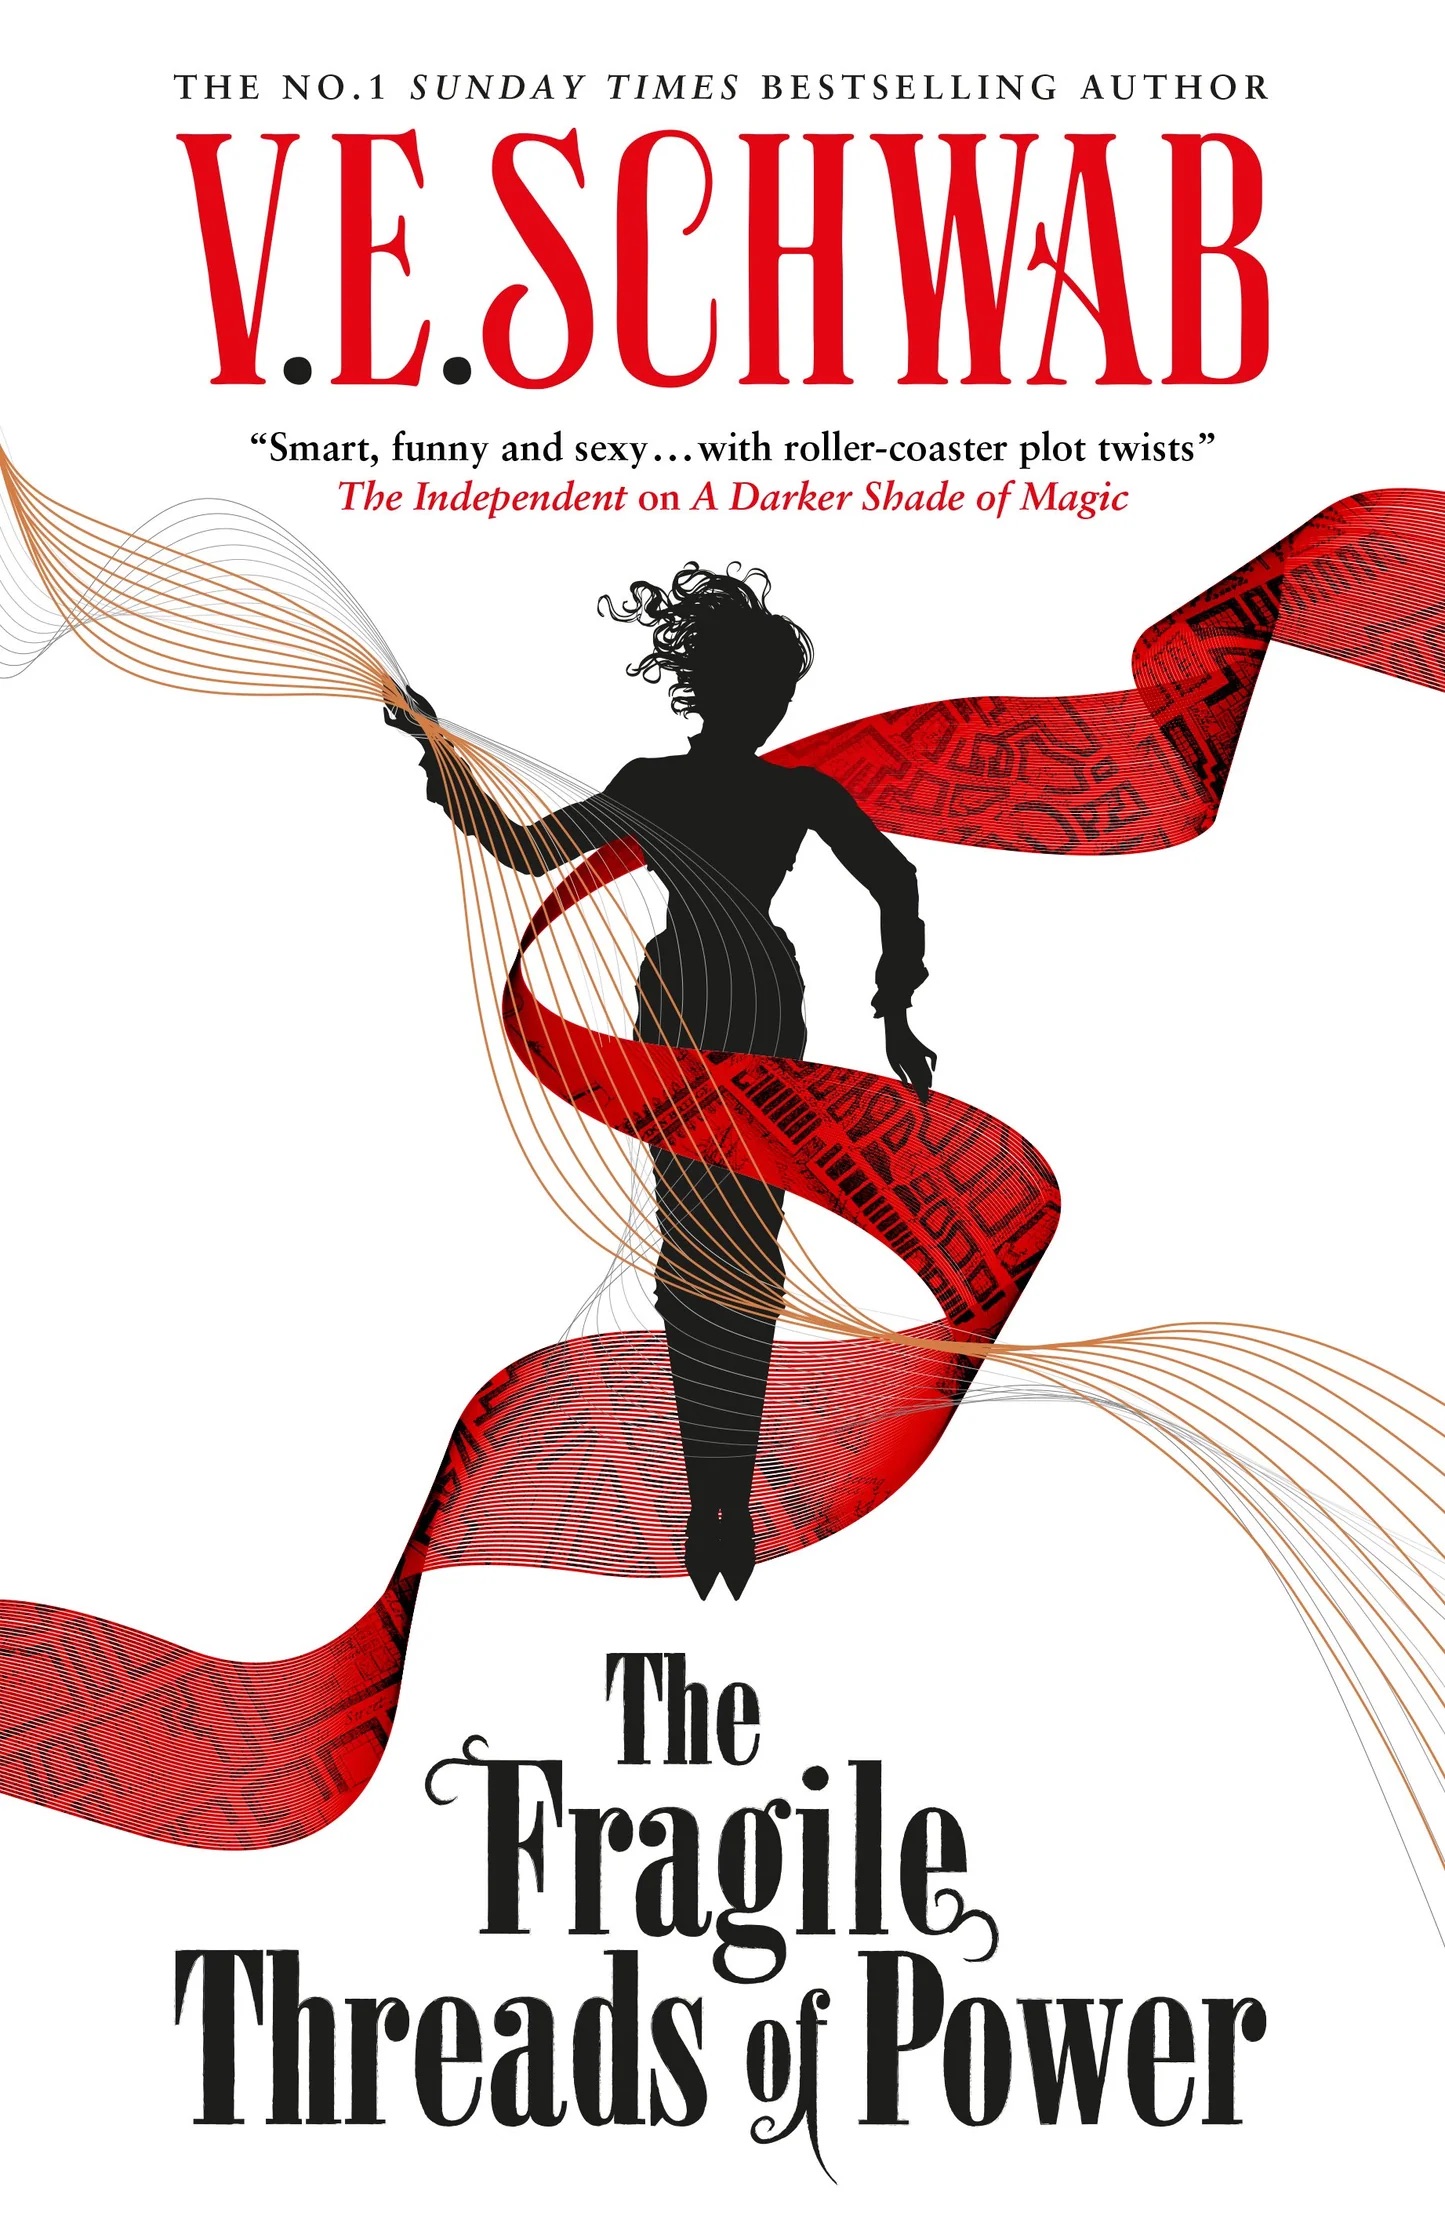 THE NO.1 SUNDAY TIMES BESTSELLING AUTHOR
V.E.SCHWAB
“Smart, funny and sexy…with roller-coaster plot twists”
The Independent on A Darker Shade of Magic
The
Fragile
Threads of Power